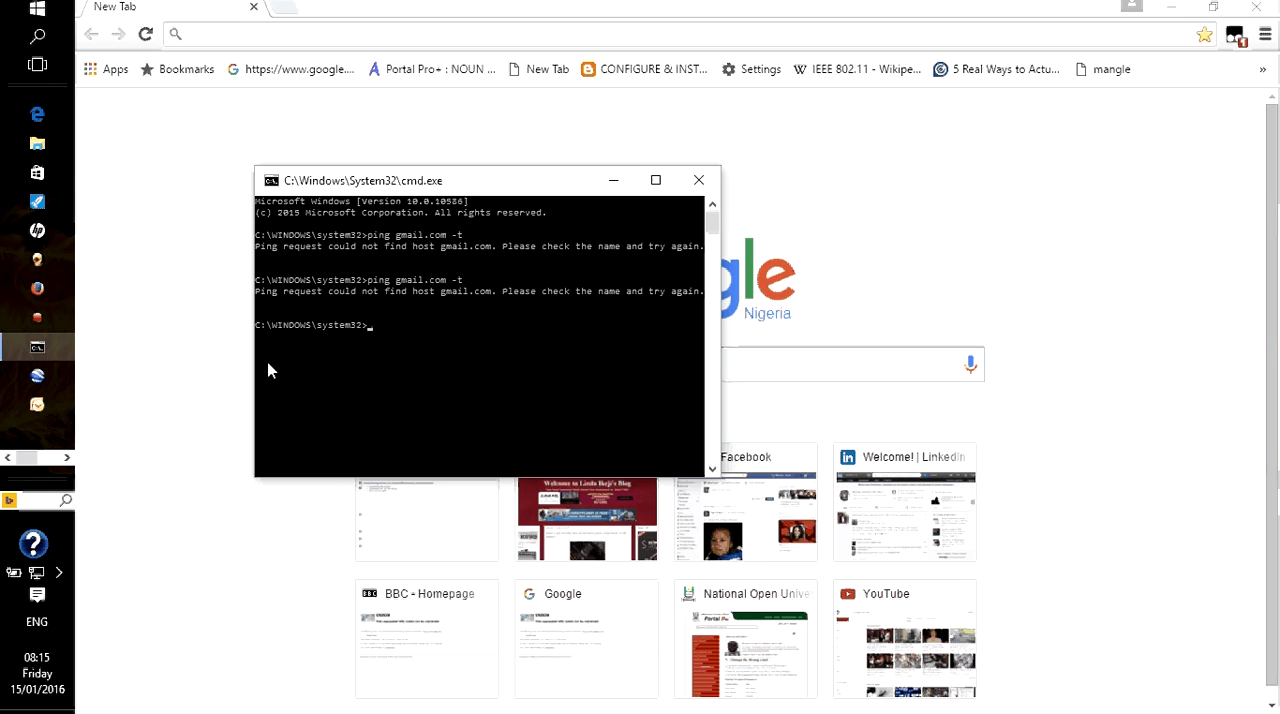 New Tab
Apps
Bookmarks
https://www.google....
Portal Pro+ : NOUN ...
New Tab
CONFIGURE & INST...
Settings
IEEE 802.11 - Wikipe...
5 Real Ways to Actu...
mangle
»
C:\Windows\System32\cmd.exe
Microsoft Windows [Version 10.0.10586]
(c) 2015 Microsoft Corporation. All rights reserved.
C:\WINDOWS\system32>ping gmail.com -t
Ping request could not find host gmail.com. Please check the name and try again.
C:\WINDOWS\system32>ping gmail.com -t
Ping request could not find host gmail.com. Please check the name and try again.
C:\WINDOWS\system32>_
gle
Nigeria
Facebook
Welcome! | LinkedIn
Welcome to Linda Ikeji's Blog
BBC - Homepage
Google
National Open Unive
YouTube
ENG
08:15
Friday